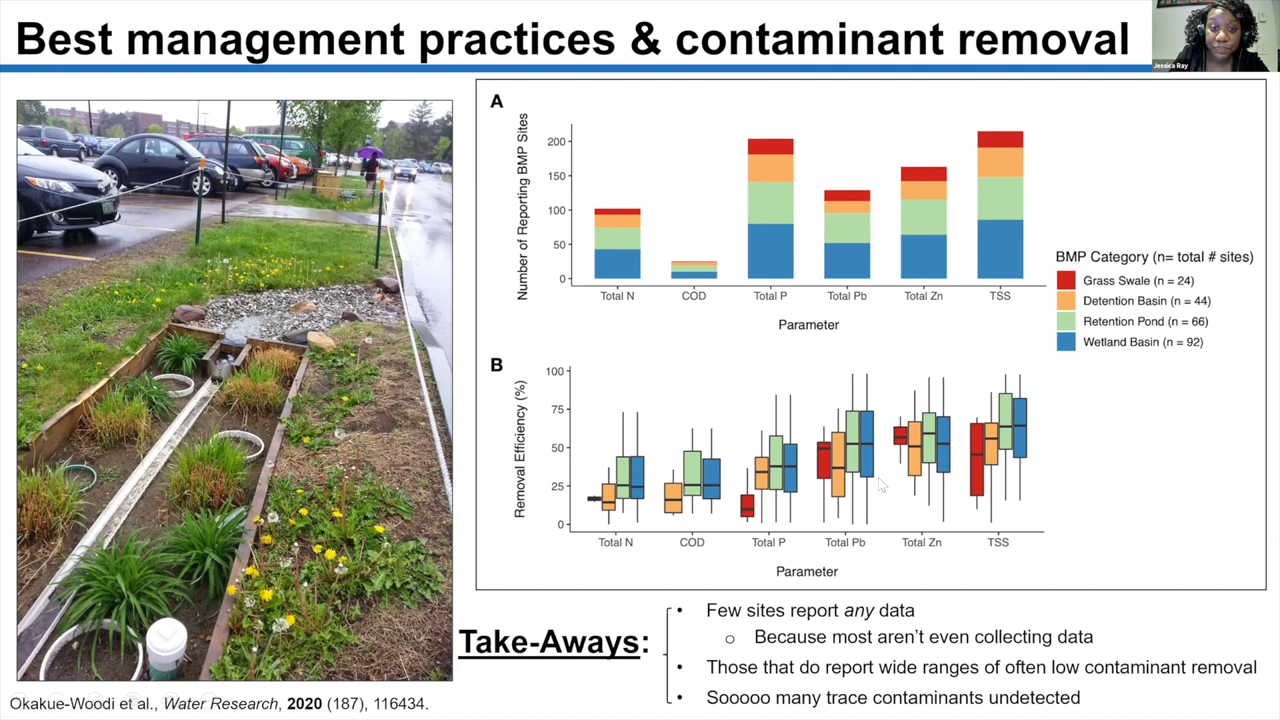 Best management practices & contaminant removal
Jessica Ray
A
Number of Reporting BMP Sites
200
150
100
50
0
Total N COD Total P Total Pb Total Zn TSS
Parameter
BMP Category (n= total # sites)
Grass Swale (n = 24)
Detention Basin (n = 44)
Retention Pond (n = 66)
Wetland Basin (n = 92)
B
Removal Efficiency (%)
100
75
50
25
0
Total N COD Total P Total Pb Total Zn TSS
Parameter
Take-Aways:
• Few sites report any data
o Because most aren’t even collecting data
• Those that do report wide ranges of often low contaminant removal
• Sooooo many trace contaminants undetected
Okakue-Woodi et al., Water Research, 2020 (187), 116434.